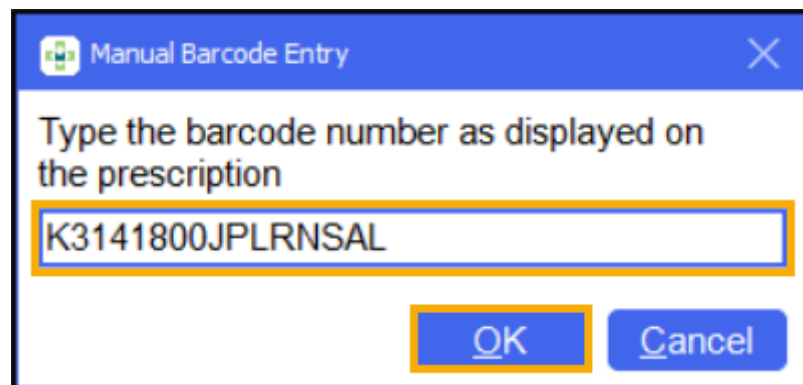 Manual Barcode Entry
Type the barcode number as displayed on
the prescription
K3141800JPLRNSAL
OK
Cancel